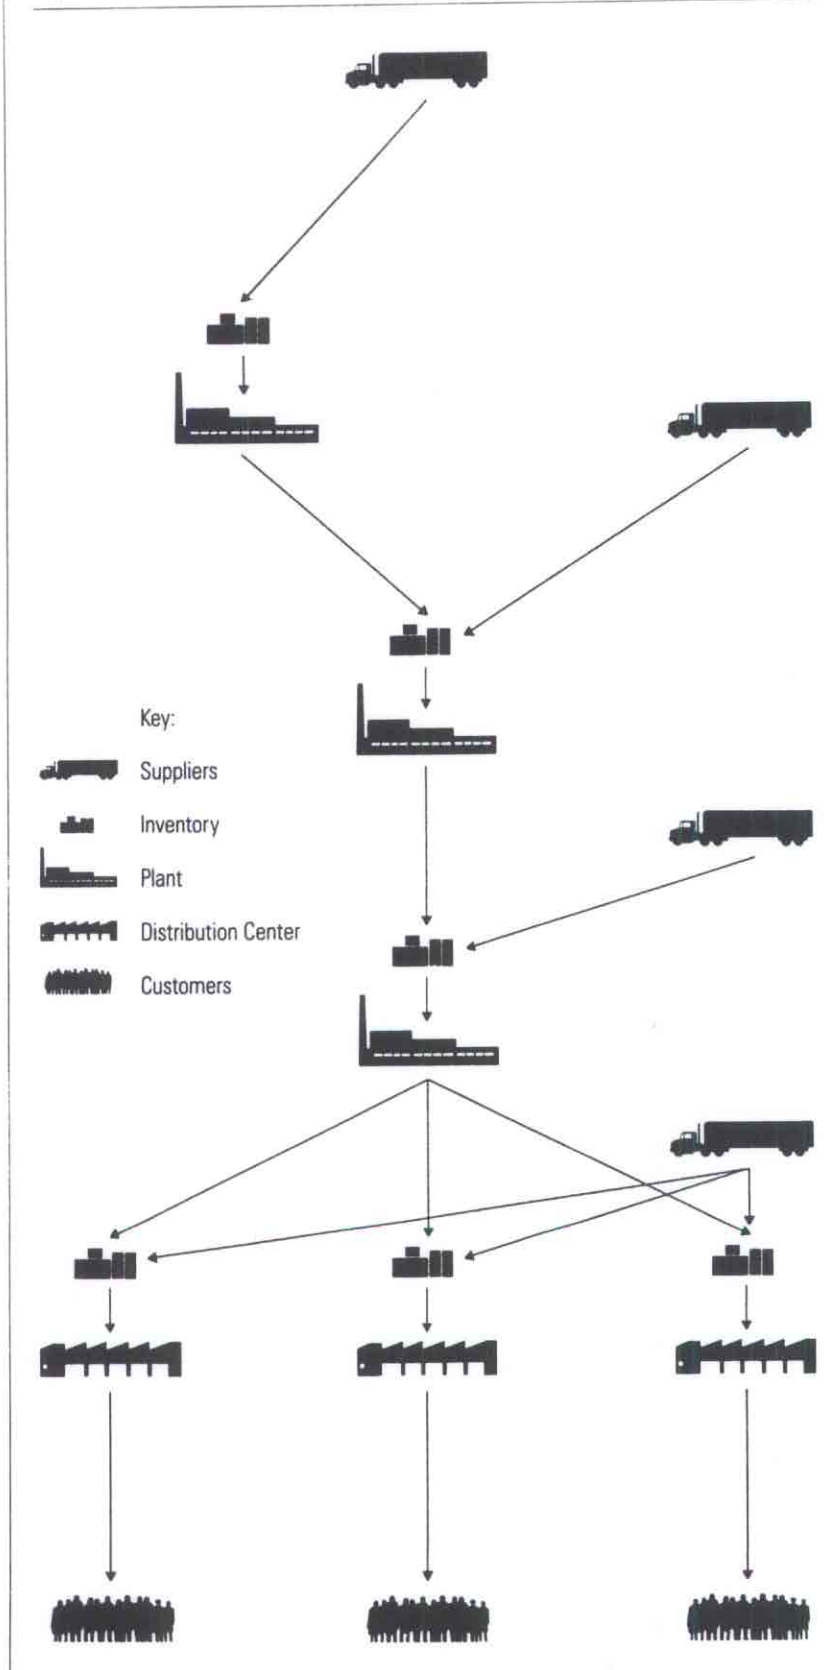 Key:
Suppliers
Inventory
Plant
Distribution Center
Customers